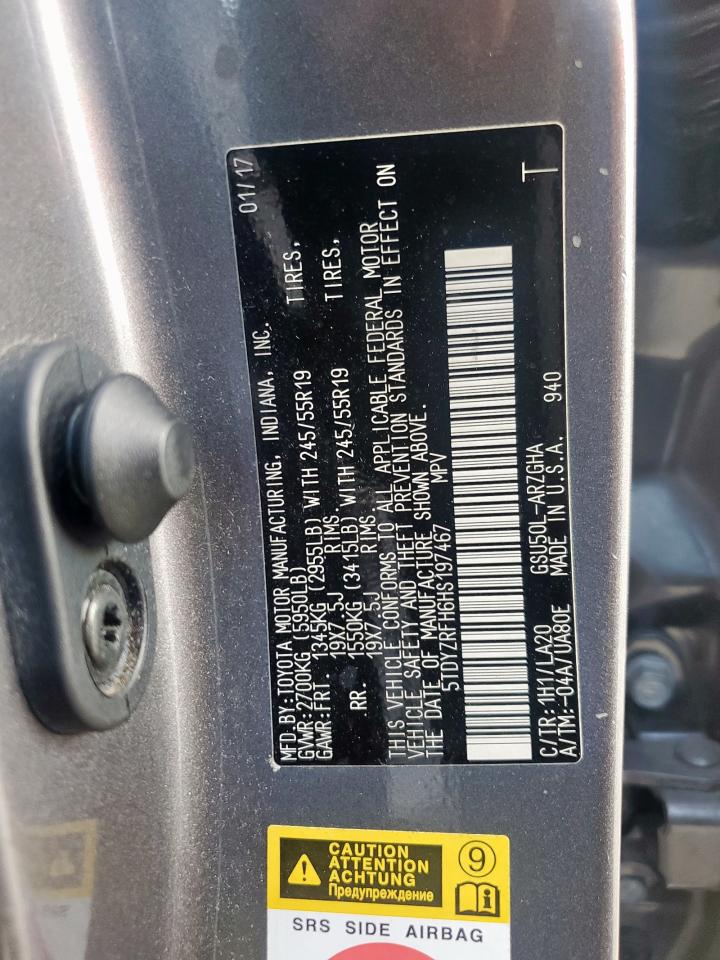 MFD.BY:TOYOTA MOTOR MANUFACTURING, INDIANA, INC. 01/17
GVWR:2700KG (5950LB)
GAWR:FRT. 1345KG (2955LB) WITH 245/55R19 TIRES,
19X7.5J RIMS,
RR. 1550KG (3415LB) WITH 245/55R19 TIRES,
19X7.5J RIMS,
THIS VEHICLE CONFORMS TO ALL APPLICABLE FEDERAL MOTOR
VEHICLE SAFETY AND THEFT PREVENTION STANDARDS IN EFFECT ON
THE DATE OF MANUFACTURE SHOWN ABOVE.
5TDYZRFH6HS197467 MPV
C/TR:1H1/LA20 GSU50L-ARZGHA T
A/TM:-04A/UA80E MADE IN U.S.A. 940
CAUTION
ATTENTION
ACHTUNG
Предупреждение
9
i
SRS SIDE AIRBAG